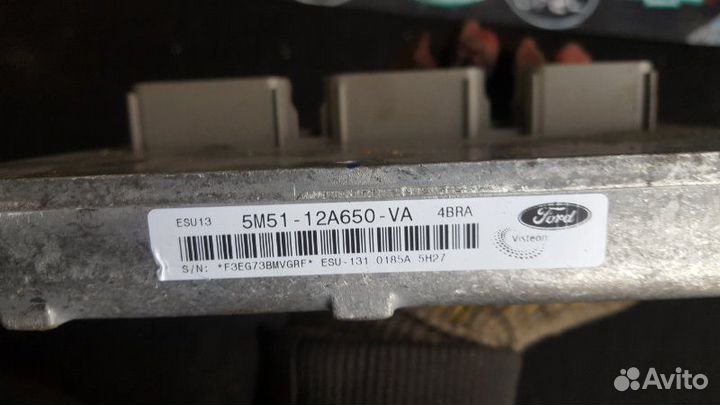 ESU13 5M51-12A650-VA 4BRA
Ford
Visteon
S/N: *F3EG73BMVGRF* ESU-131 0185A 5H27
Avito